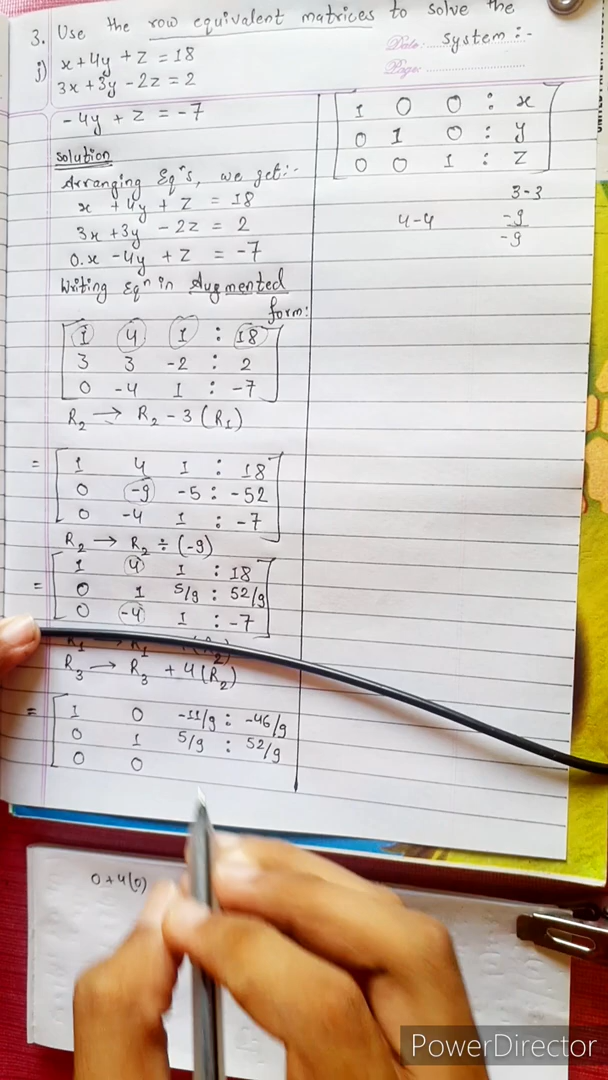 3. Use the row equivalent matrices to solve the
Date: system :-
Page:
j) x + 4y + z = 18
3x + 3y - 2z = 2
- 4y + z = -7
Solution
Arranging Eqⁿs, we get:-
x + 4y + z = 18
3x + 3y - 2z = 2
0.x - 4y + z = -7
Writing Eqⁿ in Augmented
form:
1 4 1 : 18
3 3 -2 : 2
0 -4 1 : -7
R₂ → R₂ - 3 (R₁)
= 1 4 1 : 18
0 -9 -5 : -52
0 -4 1 : -7
R₂ → R₂ ÷ (-9)
= 1 4 1 : 18
0 1 5/9 : 52/9
0 -4 1 : -7
R₃ → R₃ + 4 (R₂)
= 1 0 -11/9 : -46/9
0 1 5/9 : 52/9
0 0
1 0 0 : x
0 1 0 : y
0 0 1 : z
3-3
4-4 -9
-9
0+4(0)
PowerDirector